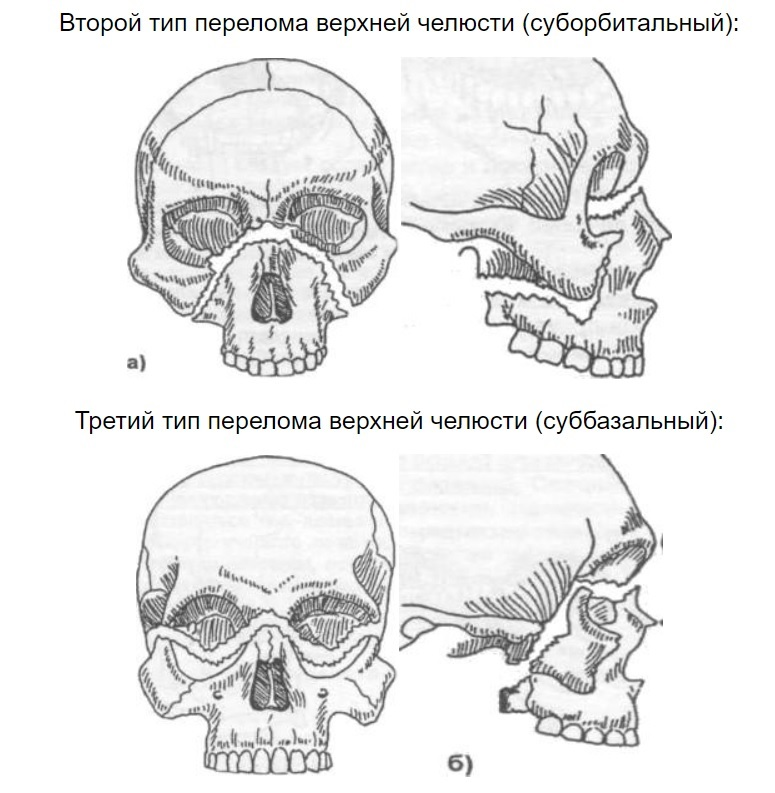 Второй тип перелома верхней челюсти (суборбитальный):
а)
Третий тип перелома верхней челюсти (суббазальный):
б)